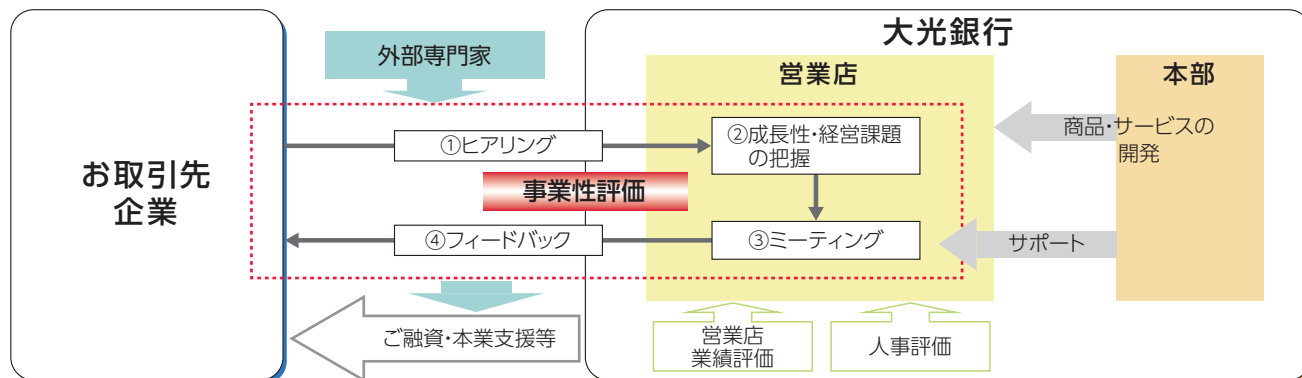 大光銀行
外部専門家
営業店
本部
お取引先
企業
①ヒアリング
②成長性・経営課題
の把握
商品・サービスの
開発
事業性評価
④フィードバック
③ミーティング
サポート
ご融資・本業支援等
営業店
業績評価
人事評価